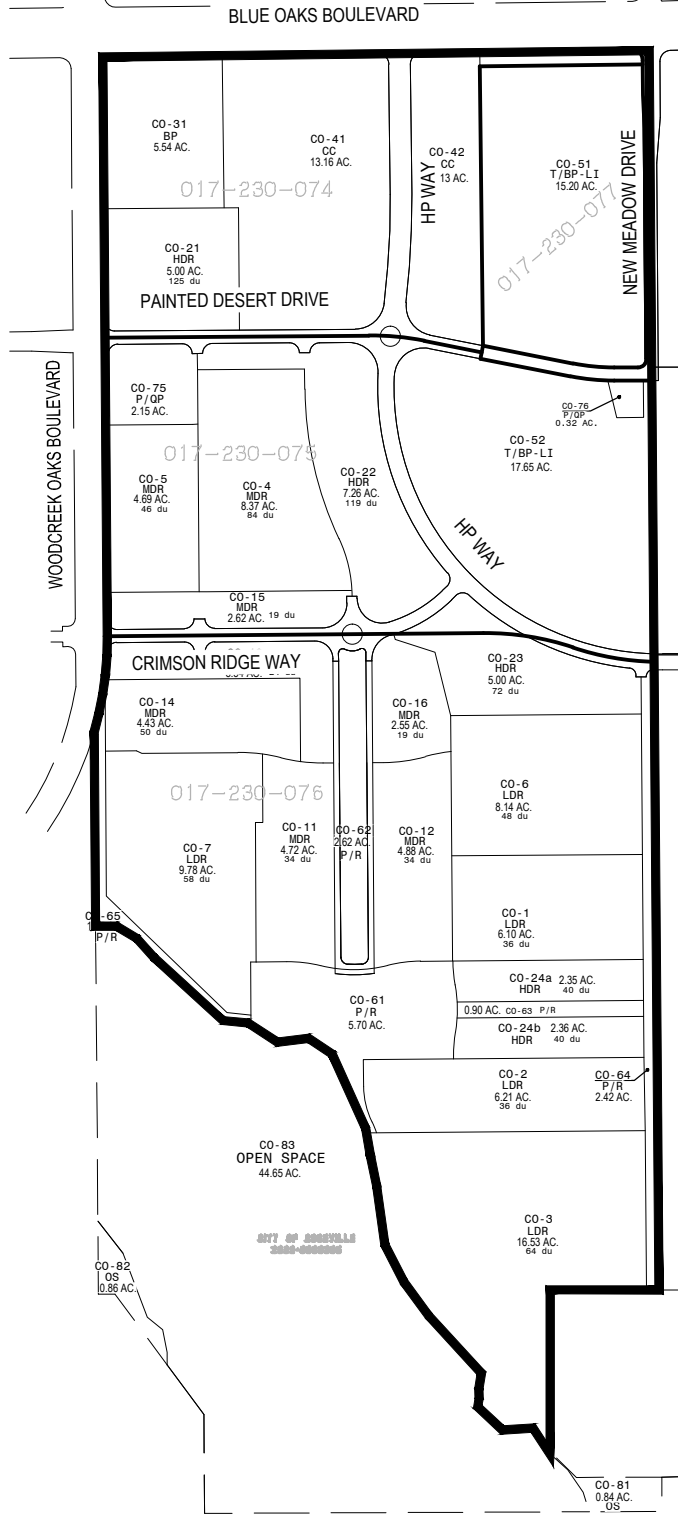 BLUE OAKS BOULEVARD
CO-31
BP
5.54 AC.
CO-41
CC
13.16 AC.
CO-42
CC
13 AC.
HP WAY
CO-51
T/BP-LI
15.20 AC.
NEW MEADOW DRIVE
017-230-074
017-230-077
CO-21
HDR
5.00 AC.
125 du
PAINTED DESERT DRIVE
WOODCREEK OAKS BOULEVARD
CO-75
P/QP
2.15 AC.
CO-76
P/QP
0.32 AC.
CO-52
T/BP-LI
17.65 AC.
017-230-075
CO-5
MDR
4.69 AC.
46 du
CO-4
MDR
8.37 AC.
84 du
CO-22
HDR
7.26 AC.
119 du
HP WAY
CO-15
MDR
2.62 AC. 19 du
CRIMSON RIDGE WAY
CO-23
HDR
5.00 AC.
72 du
CO-14
MDR
4.43 AC.
50 du
CO-16
MDR
2.55 AC.
19 du
017-230-076
CO-6
LDR
8.14 AC.
48 du
CO-7
LDR
9.78 AC.
58 du
CO-11
MDR
4.72 AC.
34 du
CO-62
2.62 AC.
P/R
CO-12
MDR
4.88 AC.
34 du
CO-65
P/R
CO-1
LDR
6.10 AC.
36 du
CO-24a 2.35 AC.
HDR 40 du
CO-61
P/R
5.70 AC.
0.90 AC. CO-63 P/R
CO-24b 2.36 AC.
HDR 40 du
CO-2
LDR
6.21 AC.
36 du
CO-64
P/R
2.42 AC.
CO-83
OPEN SPACE
44.65 AC.
CO-3
LDR
16.53 AC.
64 du
CITY OF ROSEVILLE
CO-82
OS
0.86 AC.
CO-81
0.84 AC.
OS